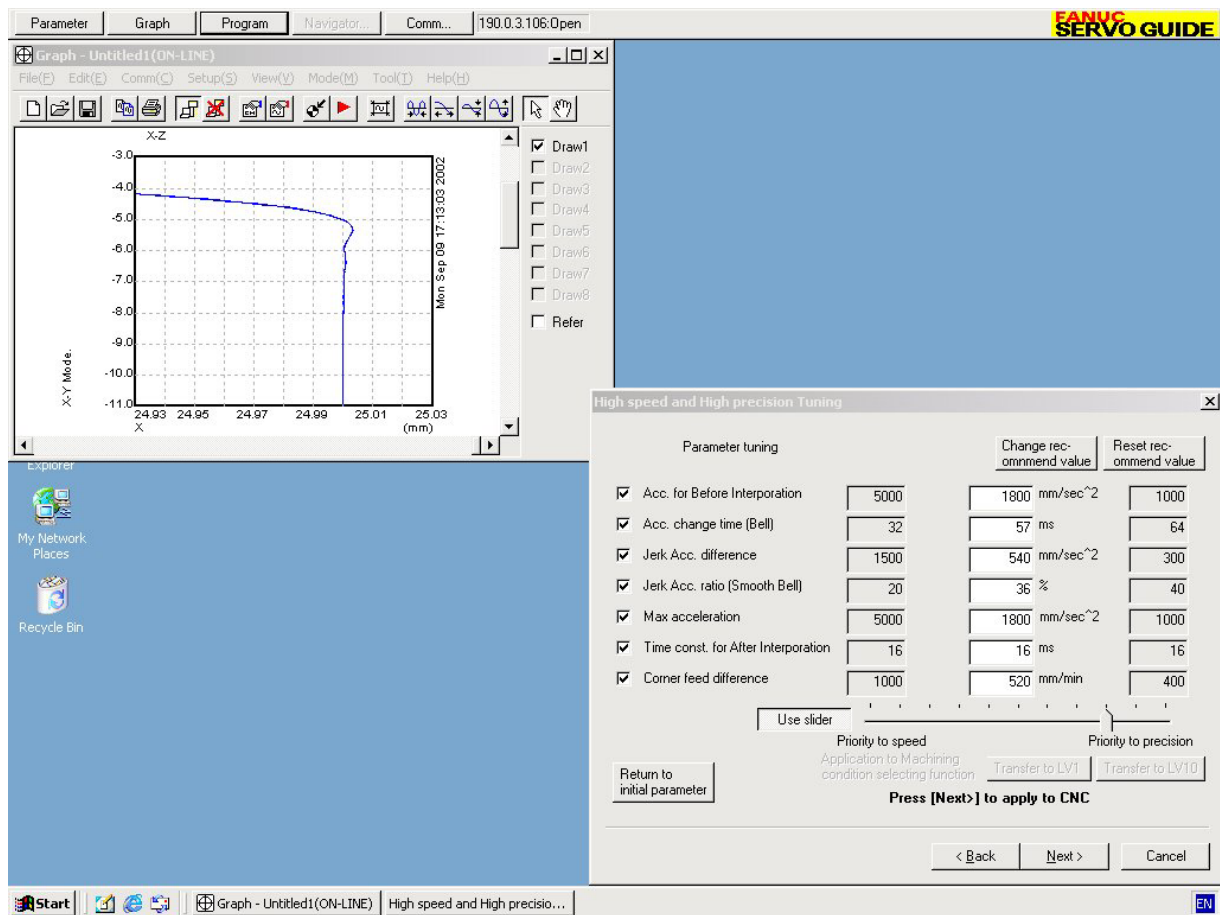 Parameter Graph Program Navigator... Comm... 190.0.3.106:Open FANUC
SERVO GUIDE
Graph - Untitled1(ON-LINE)
File(F) Edit(E) Comm(C) Setup(S) View(V) Mode(M) Tool(T) Help(H)
X-Z
-3.0
-4.0
-5.0
-6.0
-7.0
-8.0
-9.0
-10.0
-11.0
24.93 24.95 24.97 24.99 25.01 25.03
X (mm)
X-Y Mode.
Mon Sep 09 17:13:03 2002
Draw1
Draw2
Draw3
Draw4
Draw5
Draw6
Draw7
Draw8
Refer
Explorer
My Network
Places
Recycle Bin
High speed and High precision Tuning
Parameter tuning
Change rec-
omnmend value
Reset rec-
ommend value
Acc. for Before Interporation 5000 1800 mm/sec^2 1000
Acc. change time (Bell) 32 57 ms 64
Jerk Acc. difference 1500 540 mm/sec^2 300
Jerk Acc. ratio (Smooth Bell) 20 36 % 40
Max acceleration 5000 1800 mm/sec^2 1000
Time const. for After Interporation 16 16 ms 16
Corner feed difference 1000 520 mm/min 400
Use slider
Priority to speed Priority to precision
Application to Machining
condition selecting function
Transfer to LV1 Transfer to LV10
Return to
initial parameter
Press [Next>] to apply to CNC
< Back Next > Cancel
Start Graph - Untitled1(ON-LINE) High speed and High precisio... EN